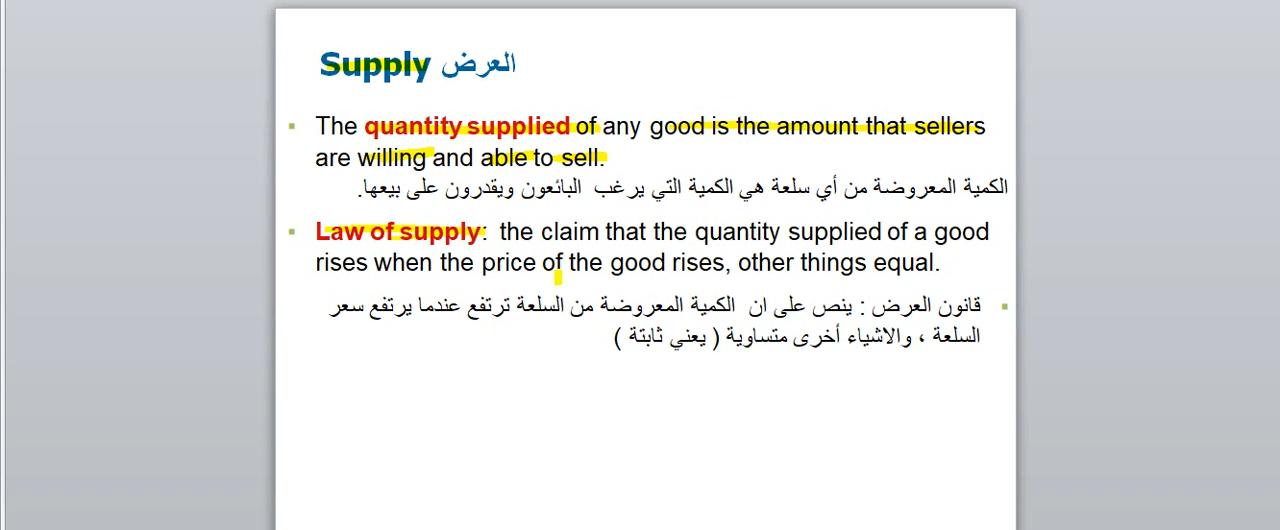 Supply العرض
▪ The quantity supplied of any good is the amount that sellers
are willing and able to sell.
الكمية المعروضة من أي سلعة هي الكمية التي يرغب البائعون ويقدرون على بيعها.
▪ Law of supply: the claim that the quantity supplied of a good
rises when the price of the good rises, other things equal.
▪ قانون العرض : ينص على ان الكمية المعروضة من السلعة ترتفع عندما يرتفع سعر
السلعة ، والاشياء أخرى متساوية ( يعني ثابتة )